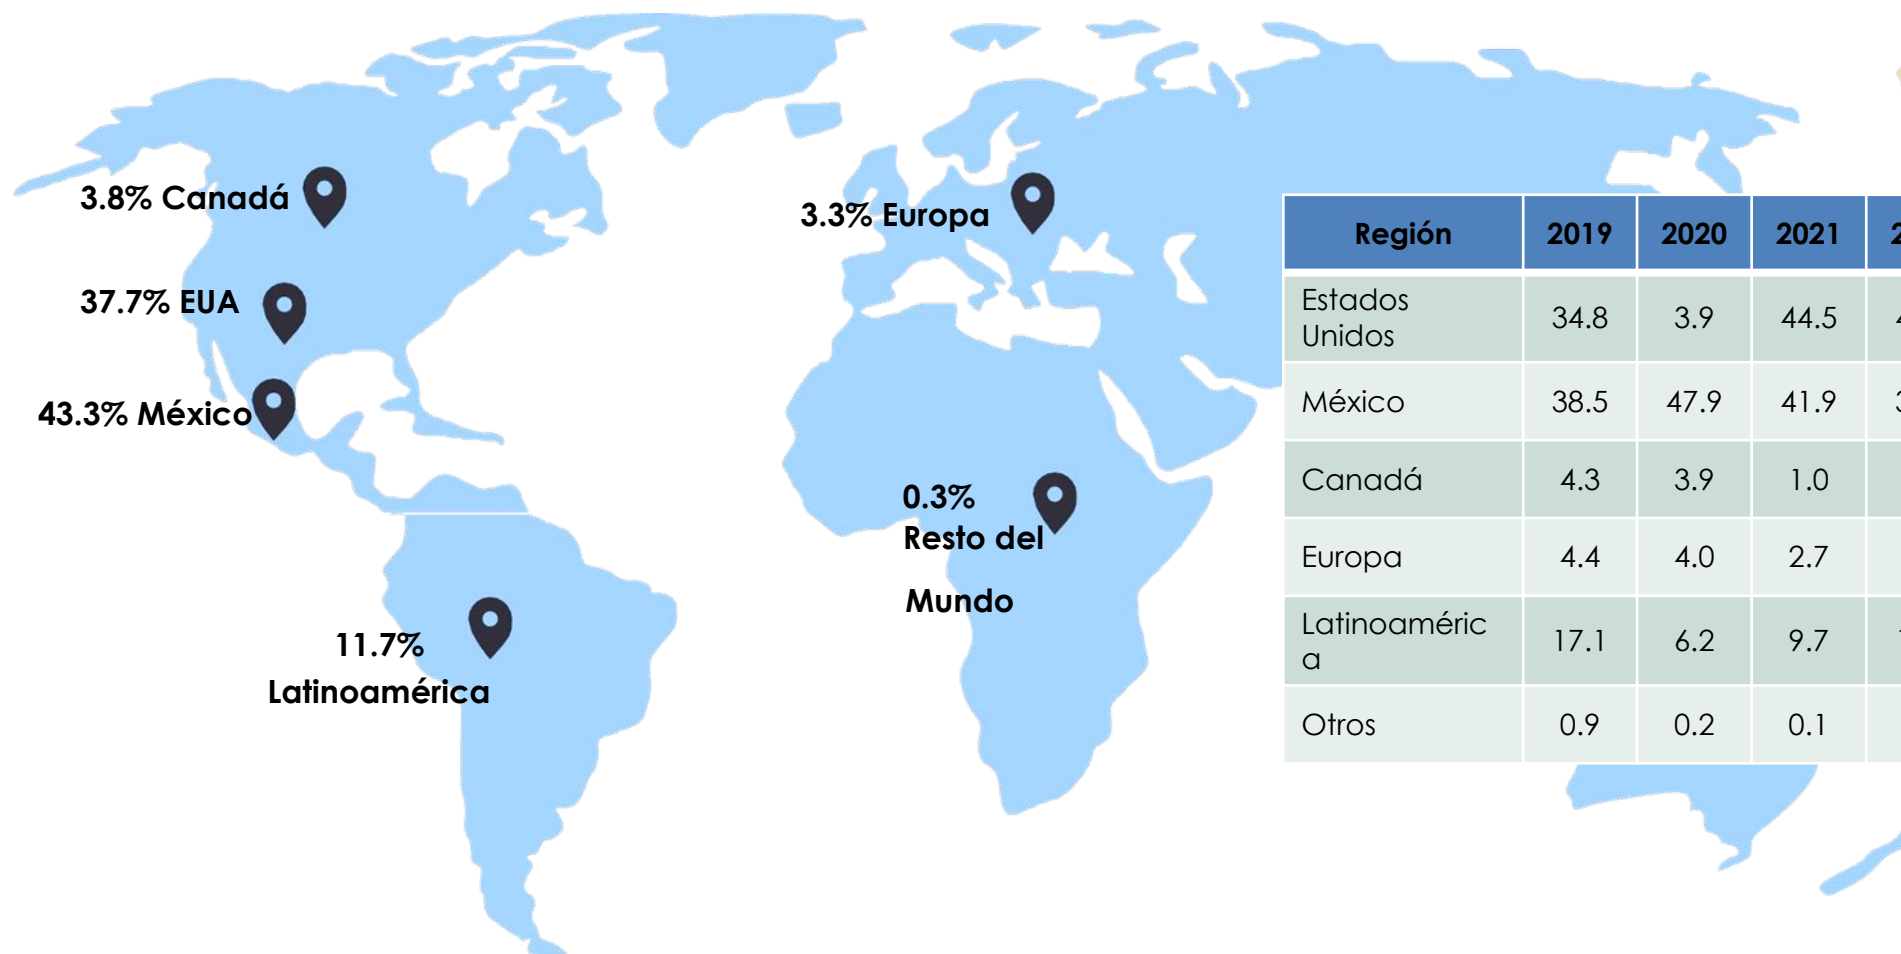 3.8% Canadá
37.7% EUA
43.3% México
11.7%
Latinoamérica
3.3% Europa
0.3%
Resto del
Mundo
Región 2019 2020 2021
Estados
Unidos 34.8 3.9 44.5
México 38.5 47.9 41.9
Canadá 4.3 3.9 1.0
Europa 4.4 4.0 2.7
Latinoaméric
a 17.1 6.2 9.7
Otros 0.9 0.2 0.1